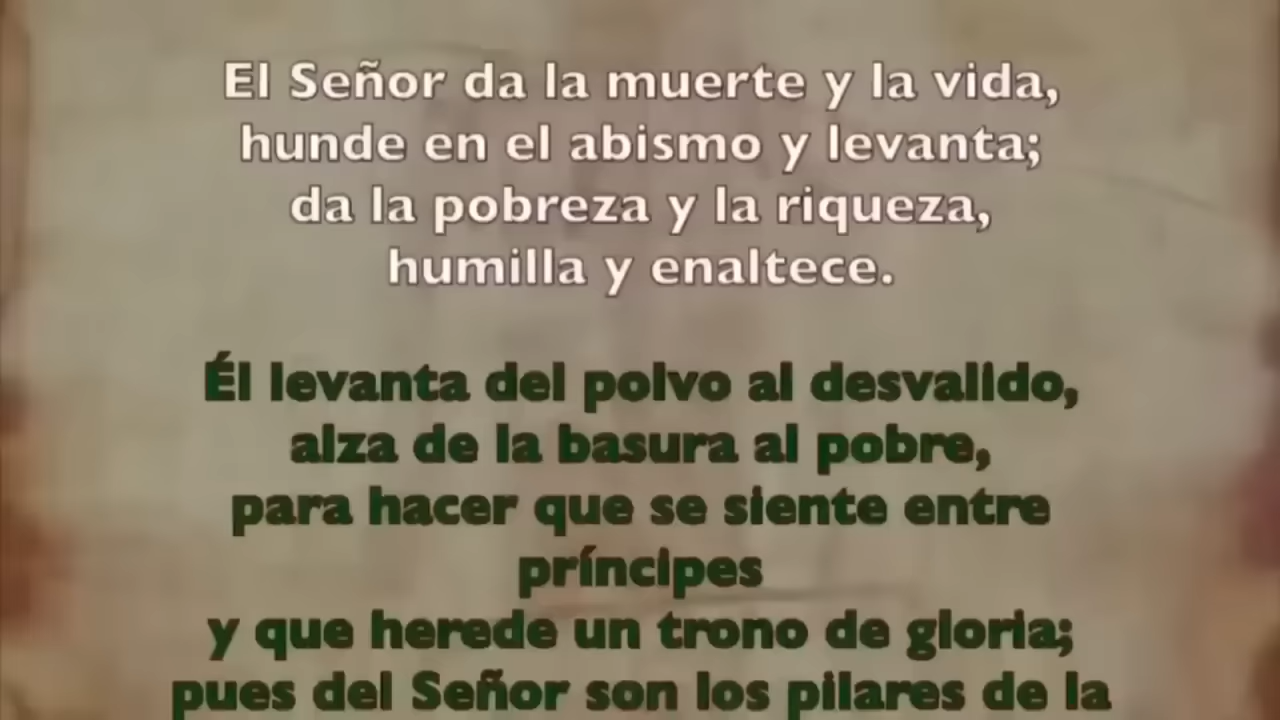 El Señor da la muerte y la vida,
hunde en el abismo y levanta;
da la pobreza y la riqueza,
humilla y enaltece.
Él levanta del polvo al desvalido,
alza de la basura al pobre,
para hacer que se siente entre
príncipes
y que herede un trono de gloria;
pues del Señor son los pilares de la